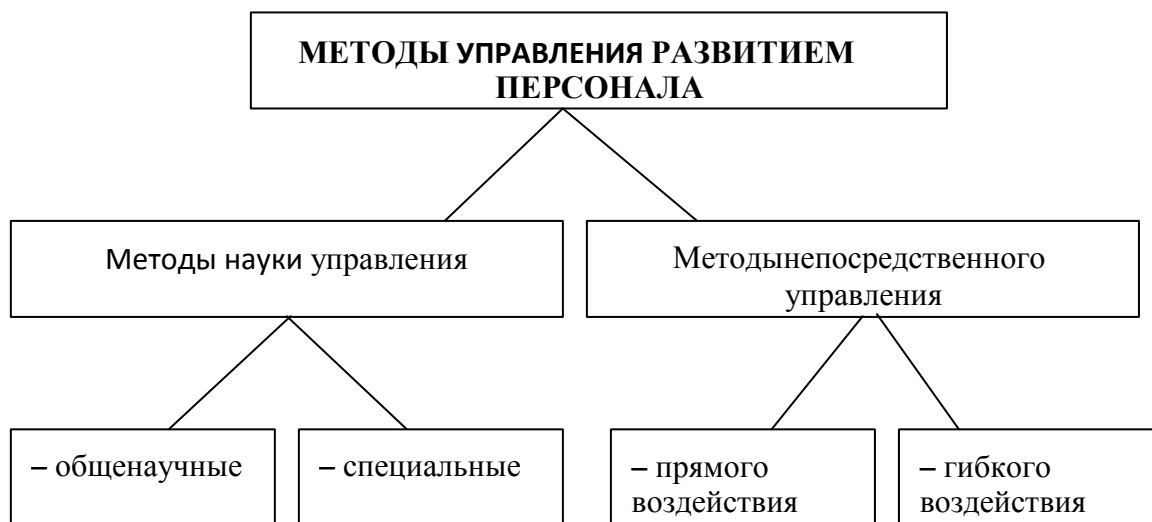 МЕТОДЫ УПРАВЛЕНИЯ РАЗВИТИЕМ
ПЕРСОНАЛА
Методы науки управления
Методынепосредственного
управления
– общенаучные
– специальные
– прямого
воздействия
– гибкого
воздействия